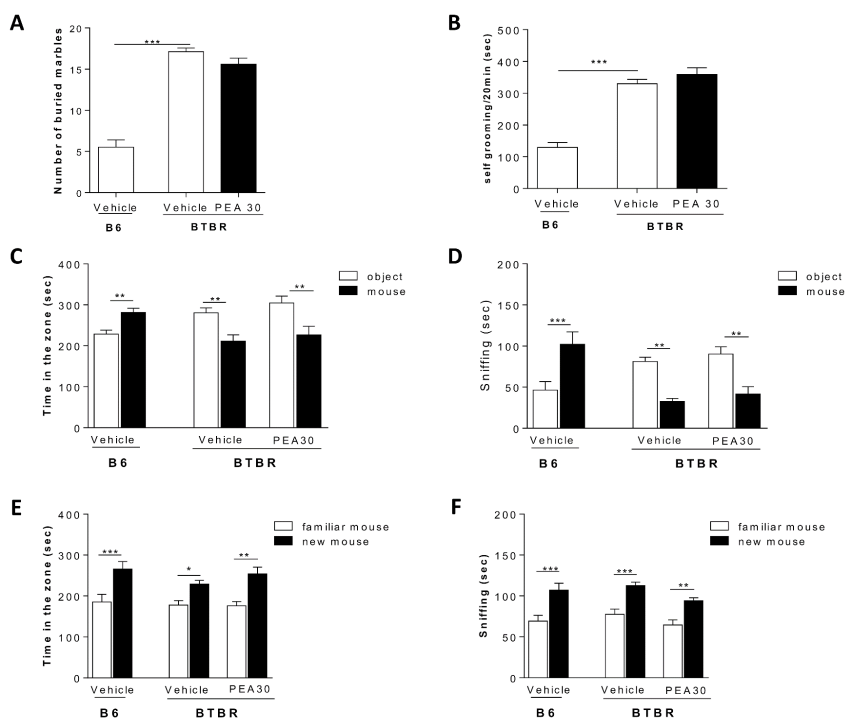 A
Number of buried marbles
20
15
10
5
0
***
Vehicle
Vehicle PEA 30
B6
BTBR
B
self grooming/20min (sec)
500
400
300
200
100
0
***
Vehicle
Vehicle PEA 30
B6
BTBR
C
Time in the zone (sec)
400
300
200
100
0
** ** **
object
mouse
Vehicle
Vehicle
PEA30
B6
BTBR
D
Sniffing (sec)
200
150
100
50
0
*** ** **
object
mouse
Vehicle
Vehicle
PEA30
B6
BTBR
E
Time in the zone (sec)
400
300
200
100
0
*** * **
familiar mouse
new mouse
Vehicle
Vehicle
PEA30
B6
BTBR
F
Sniffing (sec)
200
150
100
50
0
*** *** **
familiar mouse
new mouse
Vehicle
Vehicle
PEA30
B6
BTBR